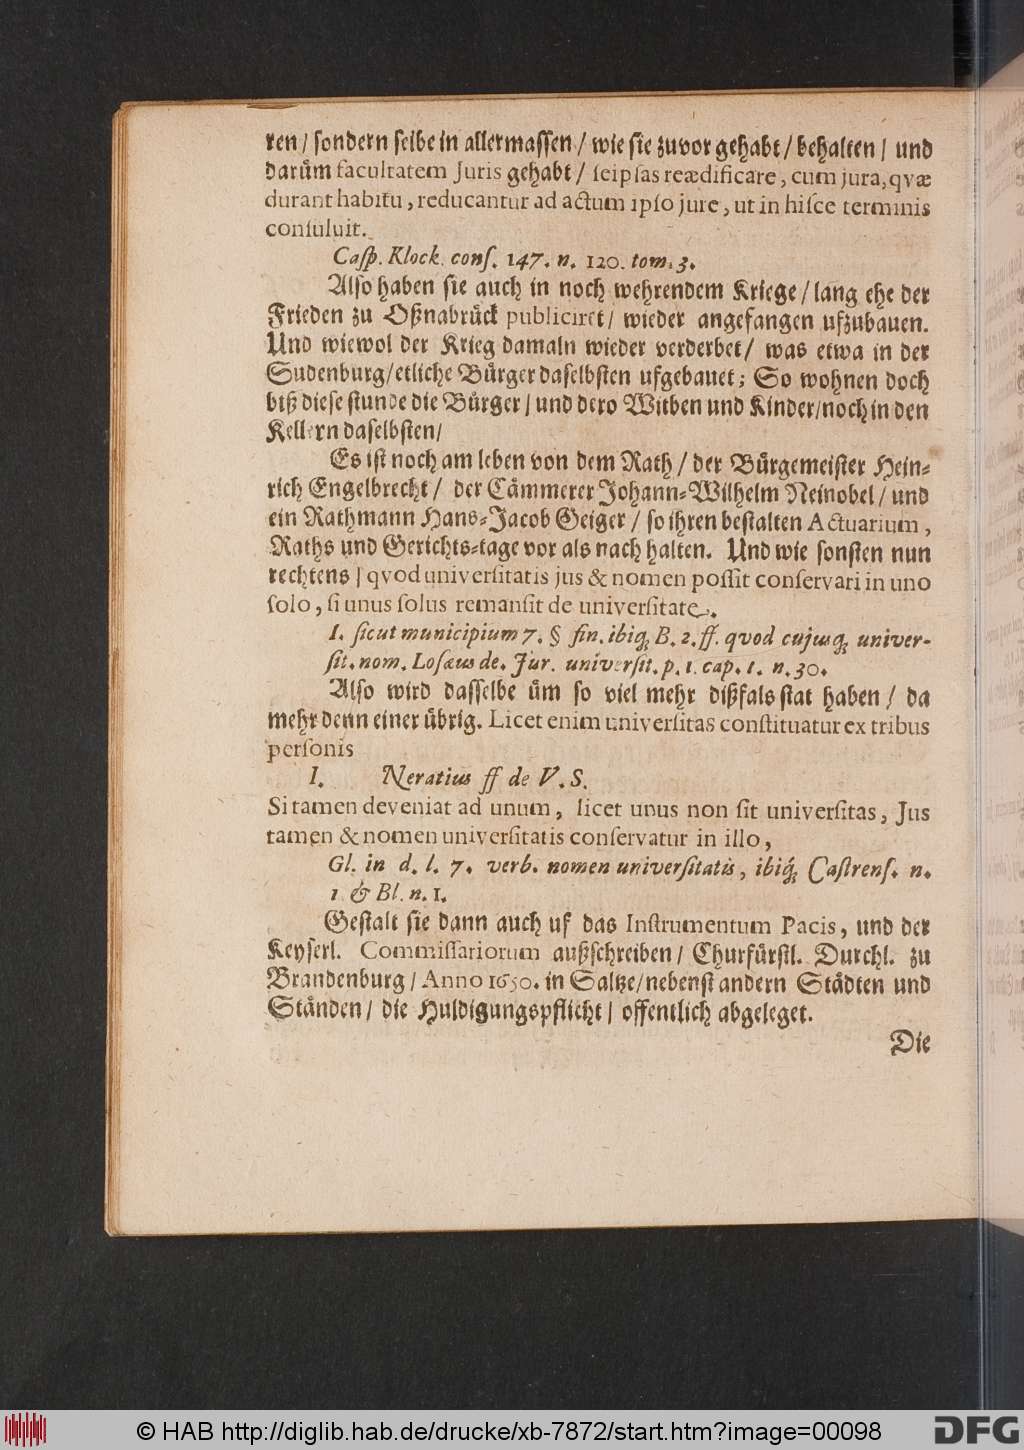 ren / ſondern ſelbe in allermaſſen / wie ſie zuvor gehabt / behalten / und
darům facultatem Juris gehabt / ſeipſas reædificare, cum jura, qvæ
durant habitu, reducantur ad actum ipſo jure, ut in hiſce terminis
conſuluit.
Caſp. Klock. conſ. 147. n. 120. tom. 3.
Alſo haben ſie auch in noch wehrendem Kriege / lang ehe der
Frieden zu Oßnabrůck publiciret / wieder angefangen ufzubauen.
Und wiewol der Krieg damaln wieder verderbet / was etwa in der
Sudenburg / etliche Bůrger daſelbſten ufgebauet; So wohnen doch
biß dieſe ſtunde die Bůrger / und dero Witben und Kinder / noch in den
Kellern daſelbſten /
Es iſt noch am leben von dem Rath / der Bůrgemeiſter Hein-
rich Engelbrecht / der Cåmmerer Johann-Wilhelm Neinobel / und
ein Rathmann Hans-Jacob Geiger / ſo ihren beſtalten Actuarium,
Raths und Gerichts-tage vor als nach halten. Und wie ſonſten nun
rechtens / qvod univerſitatis jus & nomen poſſit conſervari in uno
ſolo, ſi unus ſolus remanſit de univerſitate.
l. ſicut municipium 7. § fin. ibiq́; B. 2. ff. qvod cujusq́; univer-
ſit. nom. Loſæus de. Jur. univerſit. p. 1. cap. 1. n. 30.
Alſo wird daſſelbe ům ſo viel mehr dißfals ſtat haben / da
mehr denn einer ůbrig. Licet enim univerſitas conſtituatur ex tribus
perſonis
l. Neratius ff de V. S.
Si tamen deveniat ad unum, licet unus non ſit univerſitas, Jus
tamen & nomen univerſitatis conſervatur in illo,
Gl. in d. l. 7. verb. nomen univerſitatis, ibiq́; Caſtrenſ. n.
1 & Bl. n. 1.
Geſtalt ſie dann auch uf das Inſtrumentum Pacis, und der
Keyſerl. Commiſſariorum außſchreiben / Churfůrſtl. Durchl. zu
Brandenburg / Anno 1650. in Saltze / nebenſt andern Stådten und
Stånden / die Huldigungspflicht / offentlich abgeleget.
Die
© HAB http://diglib.hab.de/drucke/xb-7872/start.htm?image=00098
DFG